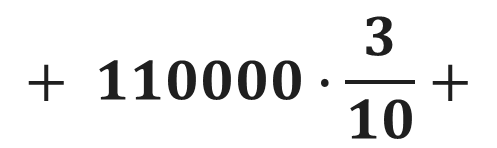 + 110000 · 3/10 +